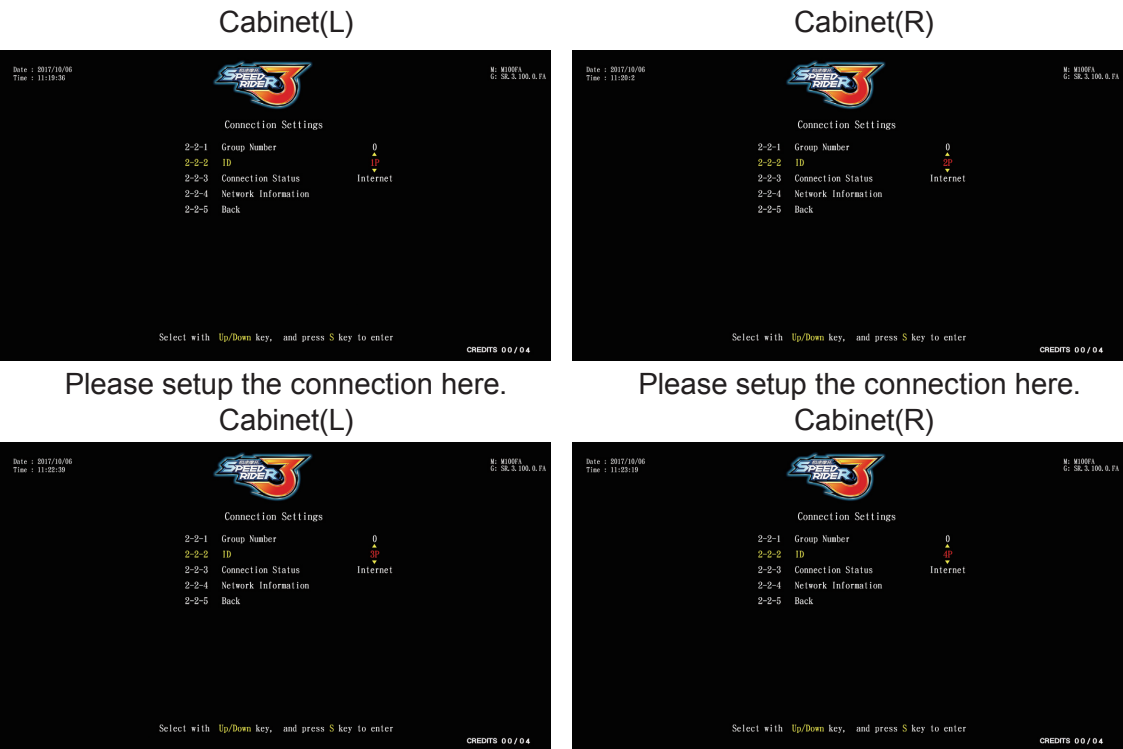 Cabinet(L)
Date : 2017/10/06
Time : 11:19:36
SPEED
RIDER
3
M: M100FA
G: SR.3.100.0.FA
Connection Settings
2-2-1 Group Number 0
2-2-2 ID 1P
2-2-3 Connection Status Internet
2-2-4 Network Information
2-2-5 Back
Select with Up/Down key, and press S key to enter
CREDITS 00/04
Please setup the connection here.
Cabinet(R)
Date : 2017/10/06
Time : 11:20:2
SPEED
RIDER
3
M: M100FA
G: SR.3.100.0.FA
Connection Settings
2-2-1 Group Number 0
2-2-2 ID 2P
2-2-3 Connection Status Internet
2-2-4 Network Information
2-2-5 Back
Select with Up/Down key, and press S key to enter
CREDITS 00/04
Please setup the connection here.
Cabinet(L)
Date : 2017/10/06
Time : 11:22:39
SPEED
RIDER
3
M: M100FA
G: SR.3.100.0.FA
Connection Settings
2-2-1 Group Number 0
2-2-2 ID 3P
2-2-3 Connection Status Internet
2-2-4 Network Information
2-2-5 Back
Select with Up/Down key, and press S key to enter
CREDITS 00/04
Cabinet(R)
Date : 2017/10/06
Time : 11:23:19
SPEED
RIDER
3
M: M100FA
G: SR.3.100.0.FA
Connection Settings
2-2-1 Group Number 0
2-2-2 ID 4P
2-2-3 Connection Status Internet
2-2-4 Network Information
2-2-5 Back
Select with Up/Down key, and press S key to enter
CREDITS 00/04